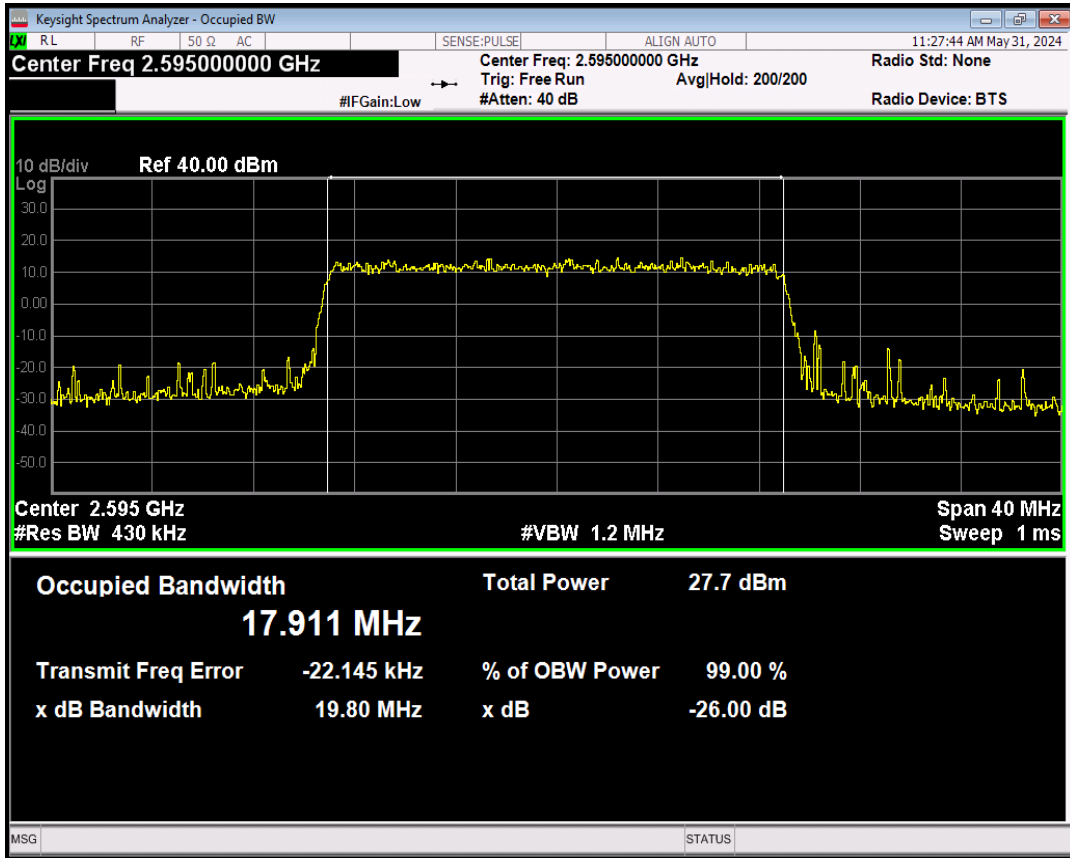 Keysight Spectrum Analyzer - Occupied BW
LXI RL RF 50 Ω AC SENSE:PULSE ALIGN AUTO 11:27:44 AM May 31, 2024
Center Freq 2.595000000 GHz Center Freq: 2.595000000 GHz Radio Std: None
Trig: Free Run Avg|Hold: 200/200
#IFGain:Low #Atten: 40 dB Radio Device: BTS
10 dB/div Ref 40.00 dBm
Log
30.0
20.0
10.0
0.00
-10.0
-20.0
-30.0
-40.0
-50.0
Center 2.595 GHz Span 40 MHz
#Res BW 430 kHz #VBW 1.2 MHz Sweep 1 ms
Occupied Bandwidth Total Power 27.7 dBm
17.911 MHz
Transmit Freq Error -22.145 kHz % of OBW Power 99.00 %
x dB Bandwidth 19.80 MHz x dB -26.00 dB
MSG STATUS